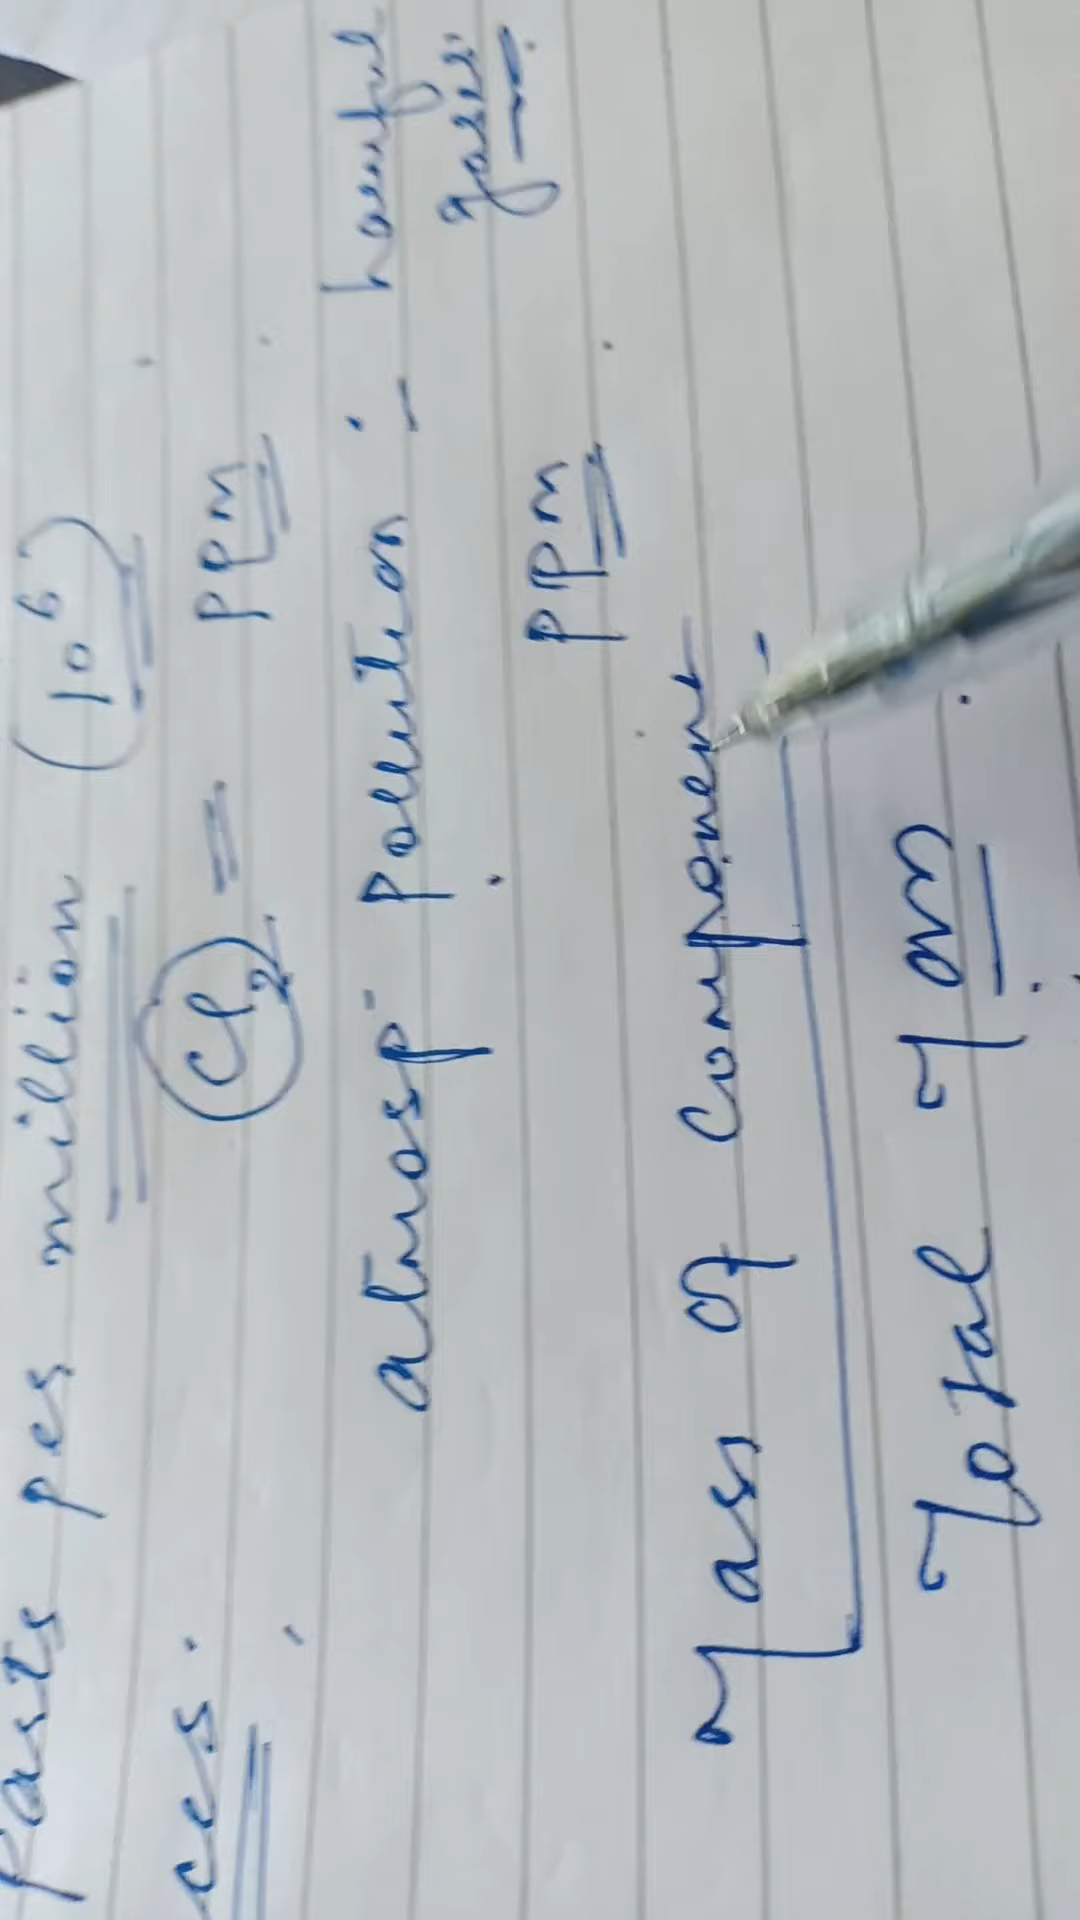 Parts per million (10⁶)
ces. Cl₂ = PPM
atmosp - Pollution : - harmful
gases.
PPM
Mass of Component
Total Mass